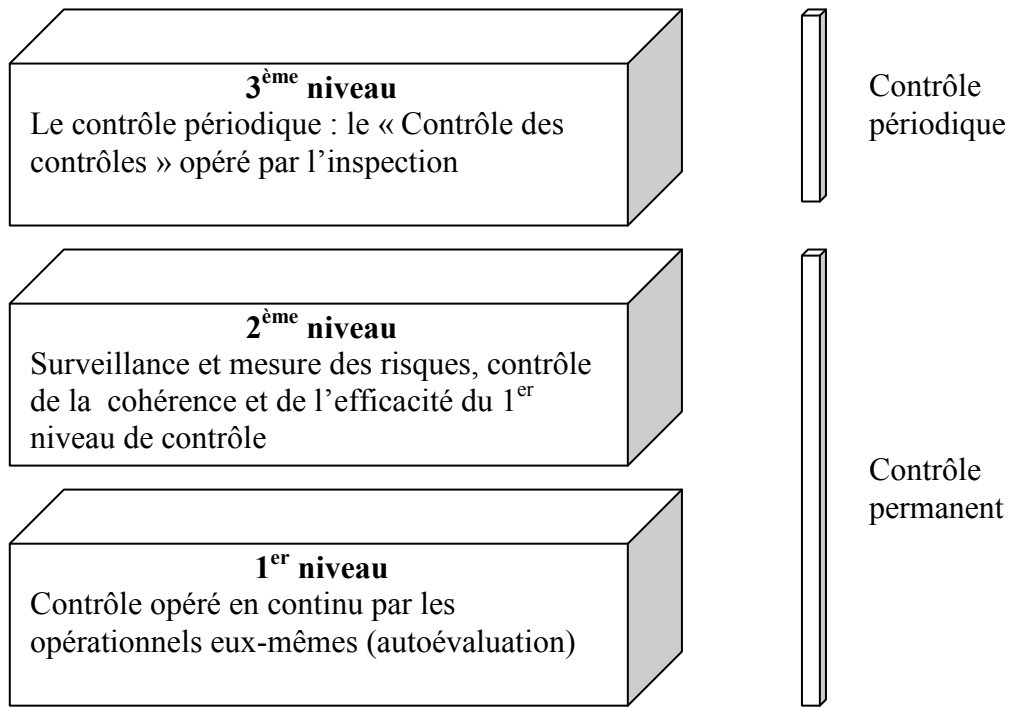 3ème niveau
Le contrôle périodique : le « Contrôle des
contrôles » opéré par l’inspection
Contrôle
périodique
2ème niveau
Surveillance et mesure des risques, contrôle
de la cohérence et de l’efficacité du 1er
niveau de contrôle
1er niveau
Contrôle opéré en continu par les
opérationnels eux-mêmes (autoévaluation)
Contrôle
permanent